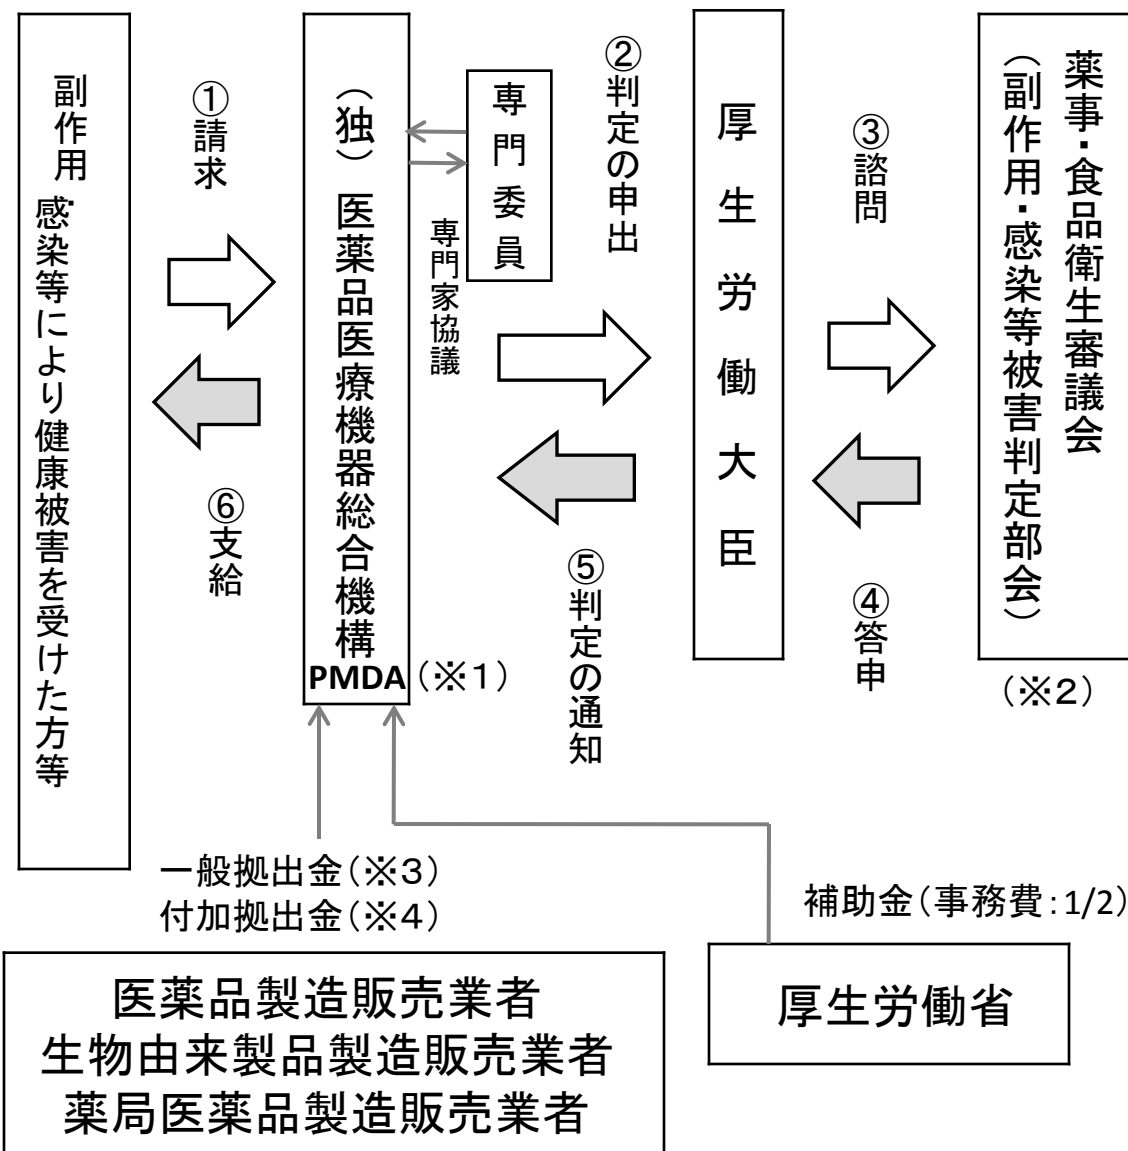 副作用・
感染等により健康被害を受けた方等
①請求
⑥支給
（独）医薬品医療機器総合機構
PMDA
（※１）
専門委員
専門家協議
②判定の申出
⑤判定の通知
厚生労働大臣
③諮問
④答申
薬事・食品衛生審議会
（副作用・感染等被害判定部会）
（※２）
一般拠出金（※３）
付加拠出金（※４）
補助金（事務費：1/2）
医薬品製造販売業者
生物由来製品製造販売業者
薬局医薬品製造販売業者
厚生労働省